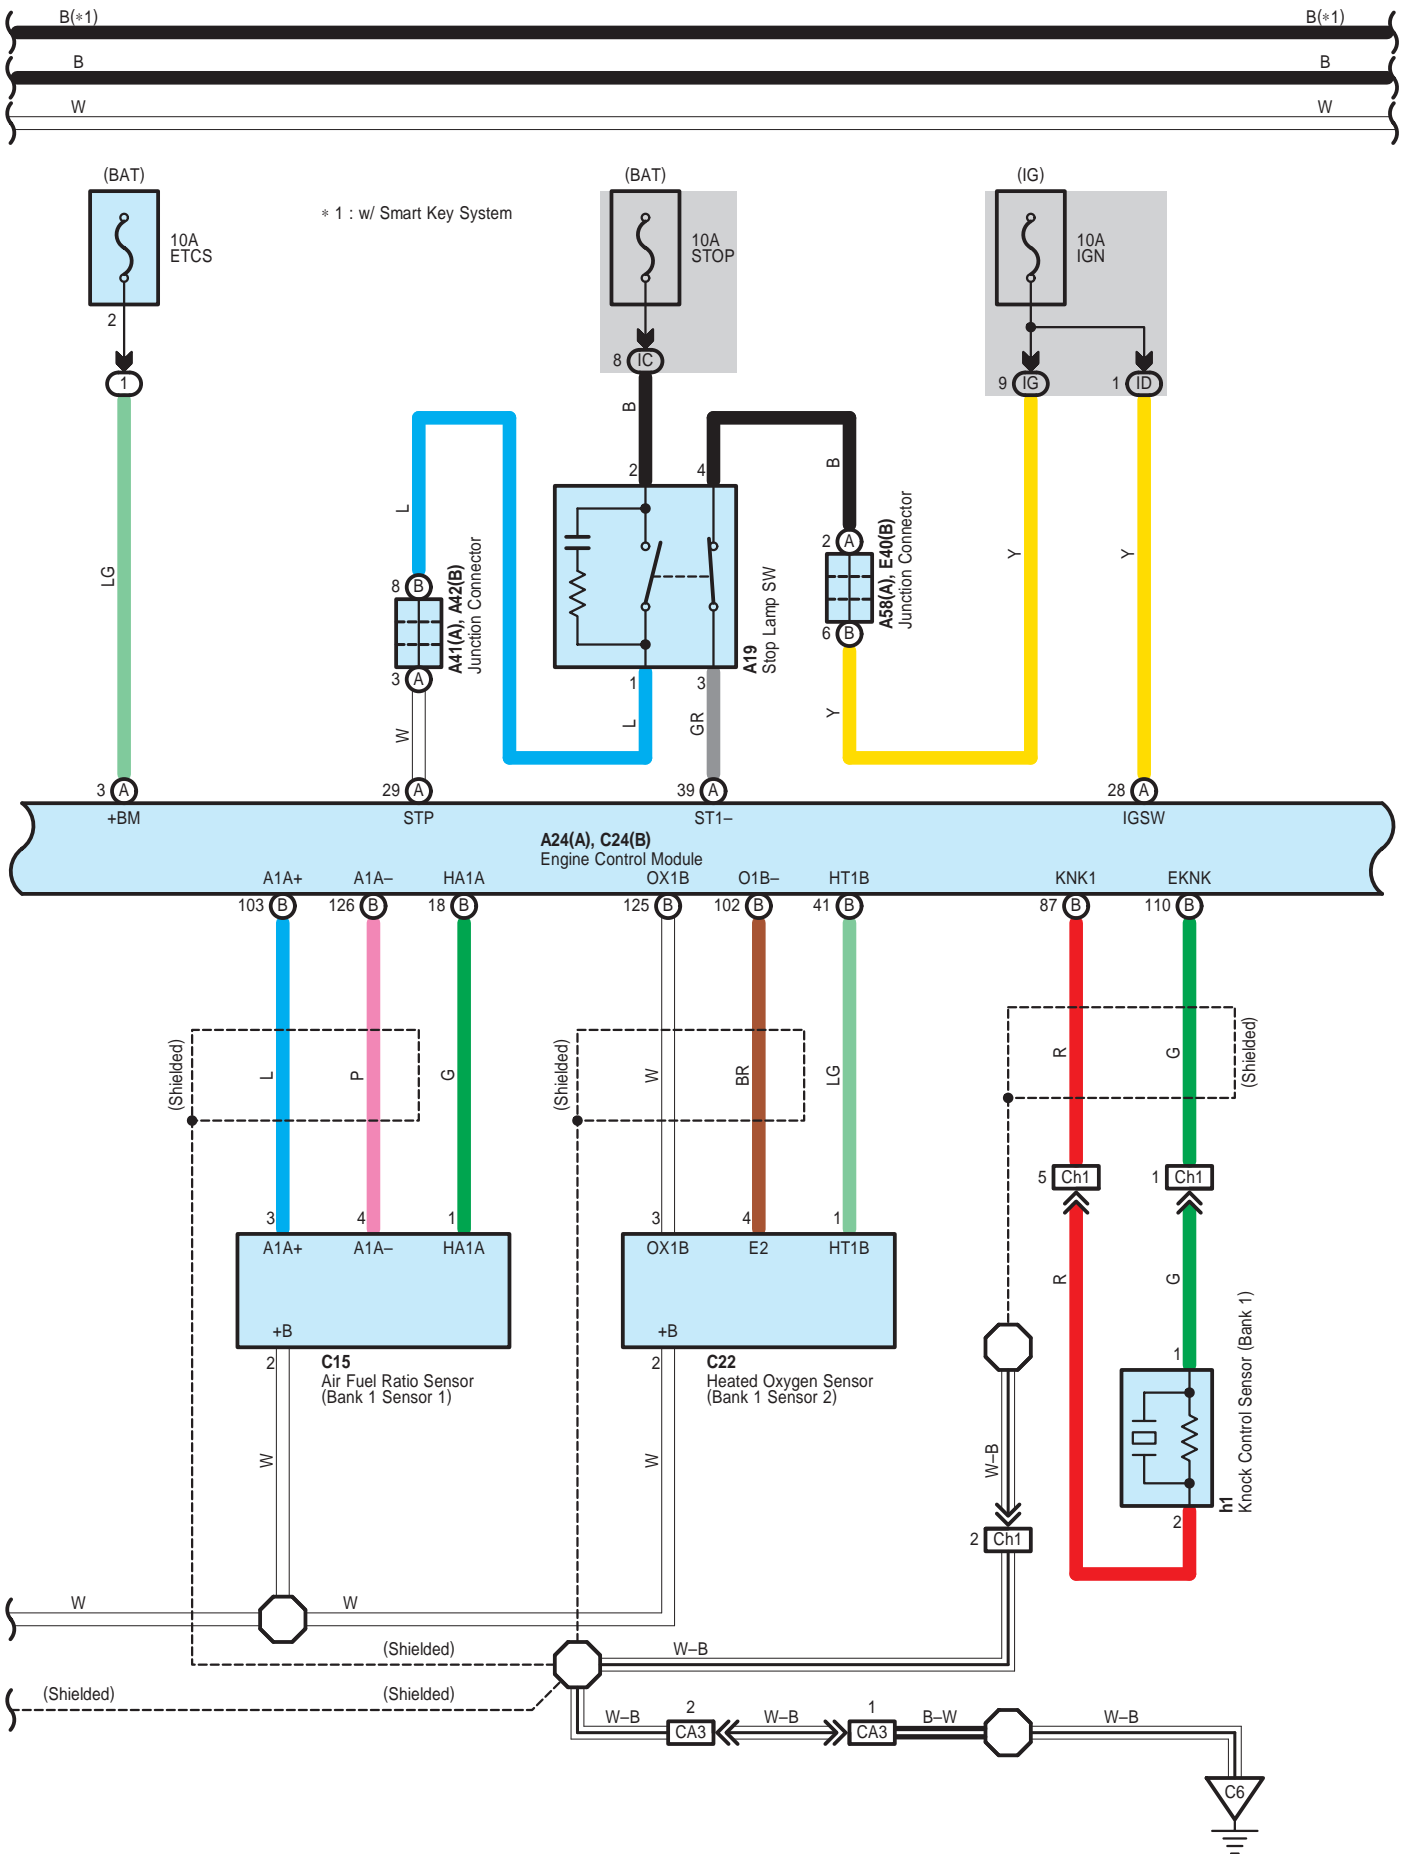 B(∗1)
B(∗1)
B
B
W
W
(BAT)
(BAT)
(IG)
∗ 1 : w/ Smart Key System
10A
ETCS
10A
STOP
10A
IGN
2
8
IC
1
9
IG
1
ID
B
2
4
B
L
8
B
A41(A), A42(B)
Junction Connector
3
A
W
LG
A19
Stop Lamp SW
1
3
L
GR
2
A
A58(A), E40(B)
Junction Connector
6
B
Y
Y
Y
3
A
29
A
39
A
28
A
+BM
STP
ST1–
IGSW
A24(A), C24(B)
Engine Control Module
A1A+
A1A–
HA1A
OX1B
O1B–
HT1B
KNK1
EKNK
103
B
126
B
18
B
125
B
102
B
41
B
87
B
110
B
(Shielded)
L
P
G
(Shielded)
W
BR
LG
R
G
(Shielded)
5
Ch1
1
Ch1
3
4
1
3
4
1
A1A+
A1A–
HA1A
OX1B
E2
HT1B
R
G
+B
+B
2
C15
Air Fuel Ratio Sensor
(Bank 1 Sensor 1)
2
C22
Heated Oxygen Sensor
(Bank 1 Sensor 2)
1
h1
Knock Control Sensor (Bank 1)
2
W
W
W–B
2
Ch1
W
W
(Shielded)
W–B
(Shielded)
(Shielded)
W–B
2
CA3
W–B
1
CA3
B–W
W–B
C6